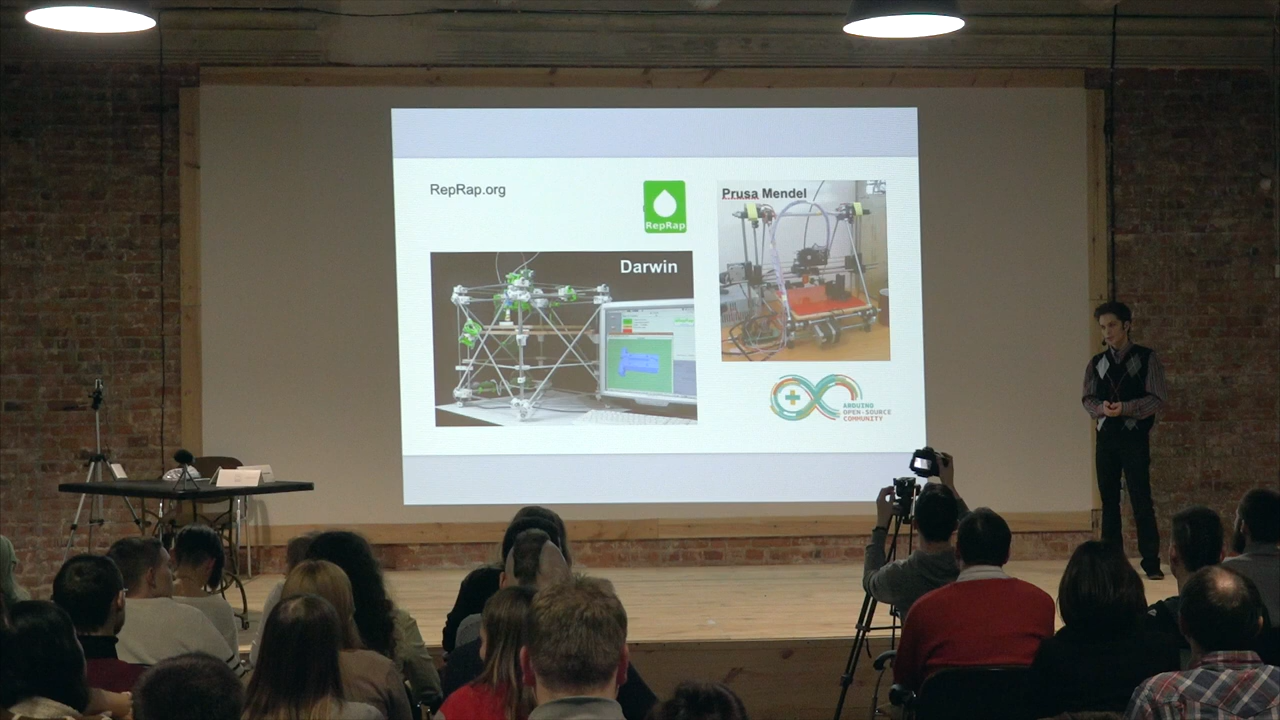 RepRap.org
RepRap
Darwin
Prusa Mendel
ARDUINO
OPEN-SOURCE
COMMUNITY